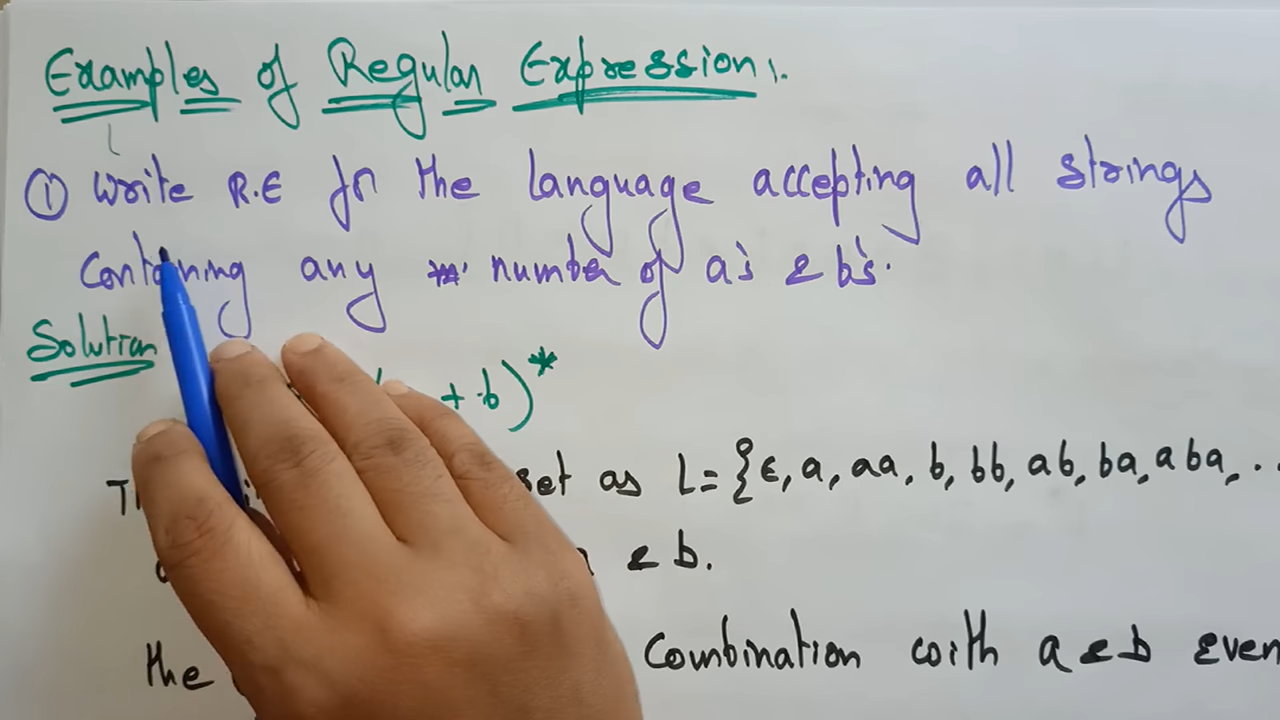 Examples of Regular Expression:.
① Write R.E for the language accepting all strings
Containing any number of a's & b's.
Solution + b)*
set as L={ε, a, aa, b, bb, ab, ba, aba, ..
& b.
the Combination with a & b even